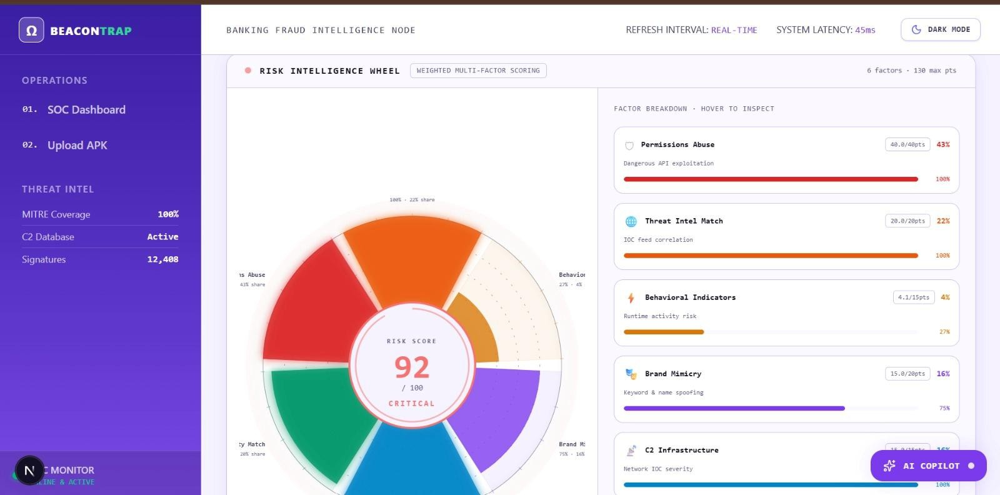 Ω BEACONTRAP
OPERATIONS
01. SOC Dashboard
02. Upload APK
THREAT INTEL
MITRE Coverage 100%
C2 Database Active
Signatures 12,408
N
C MONITOR
LINE & ACTIVE
BANKING FRAUD INTELLIGENCE NODE
REFRESH INTERVAL: REAL-TIME
SYSTEM LATENCY: 45ms
DARK MODE
RISK INTELLIGENCE WHEEL
WEIGHTED MULTI-FACTOR SCORING
6 factors · 130 max pts
100% · 22% share
ns Abuse
43% share
Behavior
27% · 4%
RISK SCORE
92
/ 100
CRITICAL
ty Match
20% share
Brand Mi
75% · 16%
FACTOR BREAKDOWN · HOVER TO INSPECT
Permissions Abuse 40.0/40pts 43%
Dangerous API exploitation
100%
Threat Intel Match 20.0/20pts 22%
IOC feed correlation
100%
Behavioral Indicators 4.1/15pts 4%
Runtime activity risk
27%
Brand Mimicry 15.0/20pts 16%
Keyword & name spoofing
75%
C2 Infrastructure 15.0/15pts 16%
Network IOC severity
100%
AI COPILOT